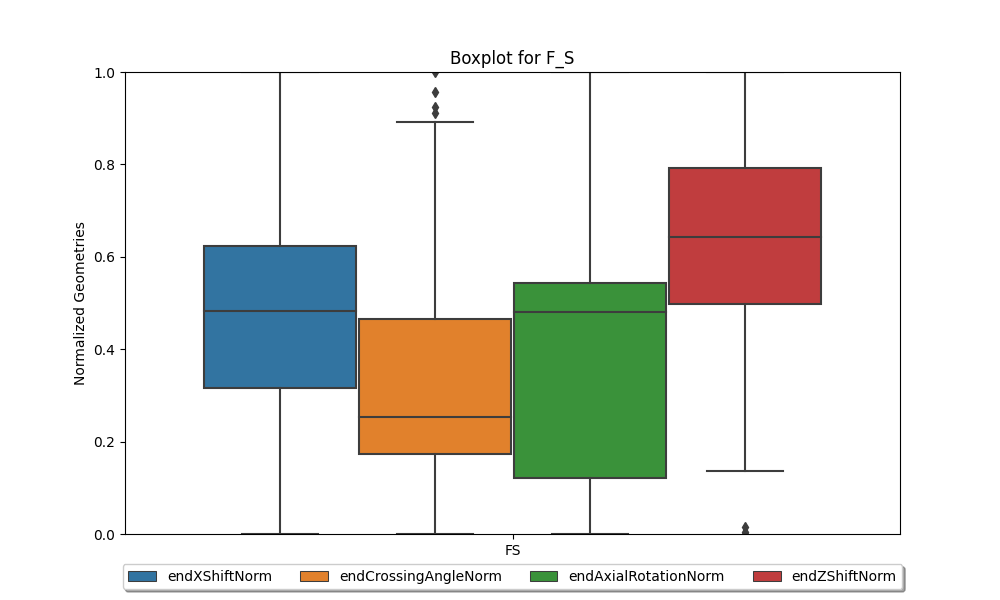 Boxplot for F_S
1.0
0.8
0.6
0.4
0.2
0.0
Normalized Geometries
FS
endXShiftNorm endCrossingAngleNorm endAxialRotationNorm endZShiftNorm